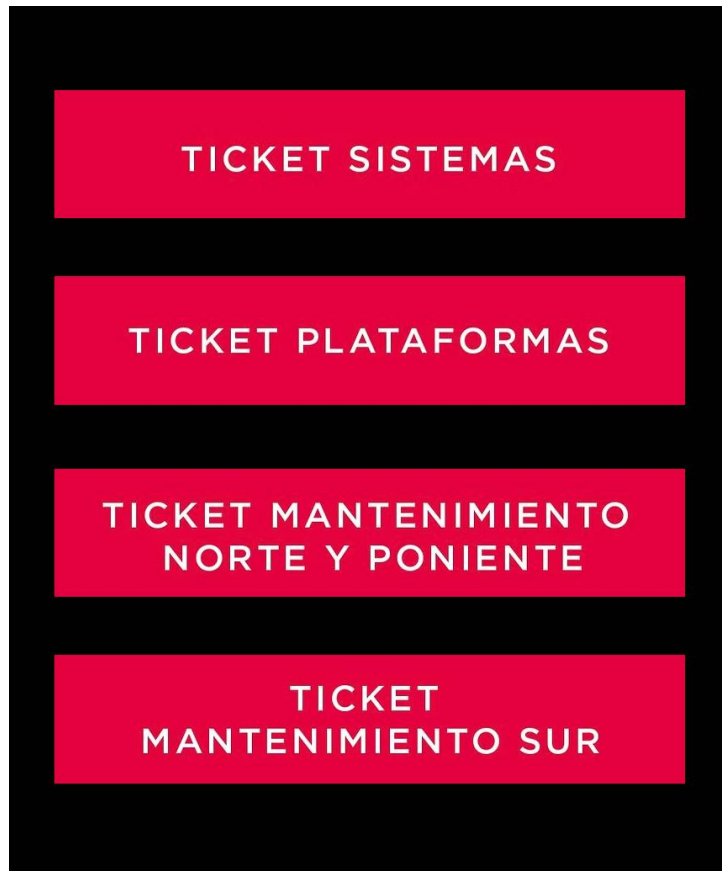 TICKET SISTEMAS
TICKET PLATAFORMAS
TICKET MANTENIMIENTO
NORTE Y PONIENTE
TICKET
MANTENIMIENTO SUR